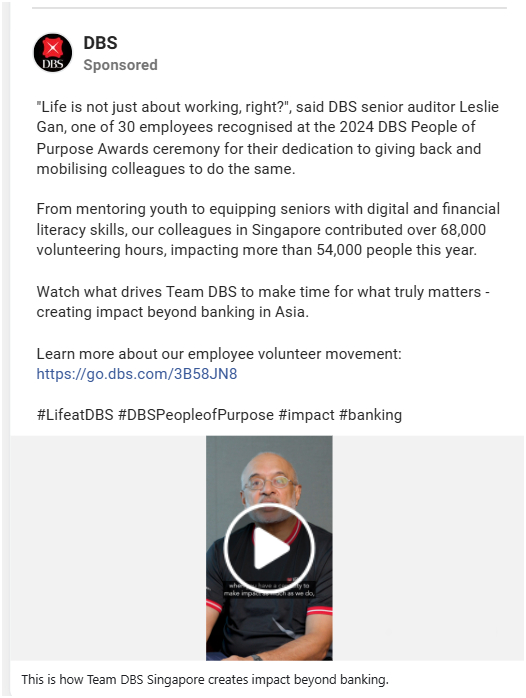 DBS
DBS
Sponsored
"Life is not just about working, right?", said DBS senior auditor Leslie
Gan, one of 30 employees recognised at the 2024 DBS People of
Purpose Awards ceremony for their dedication to giving back and
mobilising colleagues to do the same.
From mentoring youth to equipping seniors with digital and financial
literacy skills, our colleagues in Singapore contributed over 68,000
volunteering hours, impacting more than 54,000 people this year.
Watch what drives Team DBS to make time for what truly matters -
creating impact beyond banking in Asia.
Learn more about our employee volunteer movement:
https://go.dbs.com/3B58JN8
#LifeatDBS #DBSPeopleofPurpose #impact #banking
when you have a to
make impact as much as we do,
This is how Team DBS Singapore creates impact beyond banking.